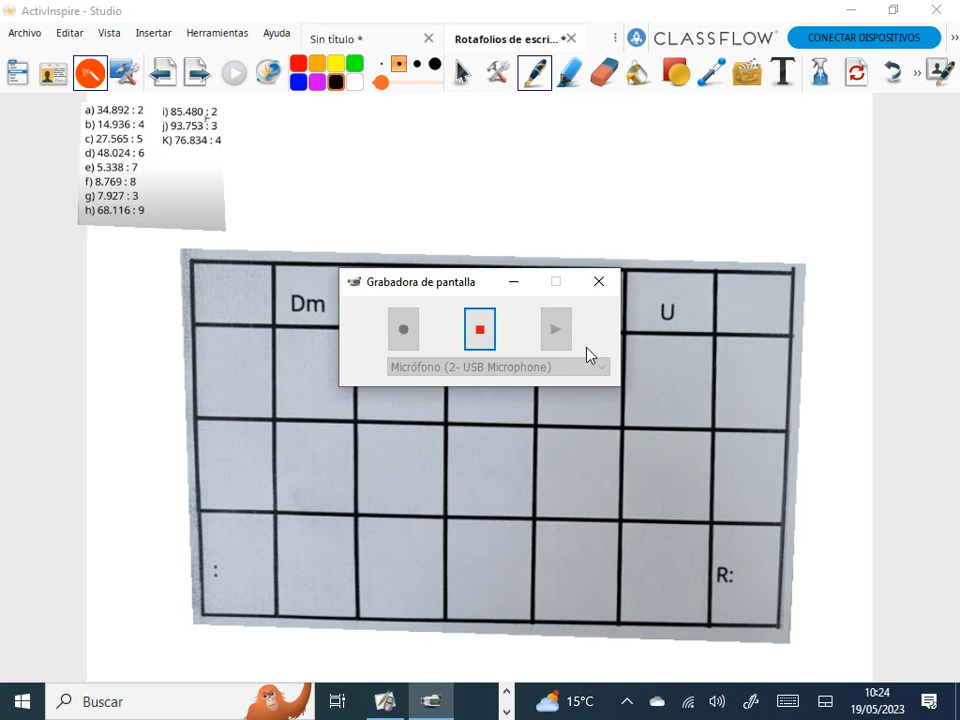 ActivInspire - Studio
Archivo Editar Vista Insertar Herramientas Ayuda
Sin título *
Rotafolios de escri... *
CLASSFLOW
CONECTAR DISPOSITIVOS
a) 34.892 : 2
b) 14.936 : 4
c) 27.565 : 5
d) 48.024 : 6
e) 5.338 : 7
f) 8.769 : 8
g) 7.927 : 3
h) 68.116 : 9
i) 85.480 : 2
j) 93.753 : 3
K) 76.834 : 4
Grabadora de pantalla
Micrófono (2- USB Microphone)
Dm
U
:
R:
Buscar
15°C
10:24
19/05/2023